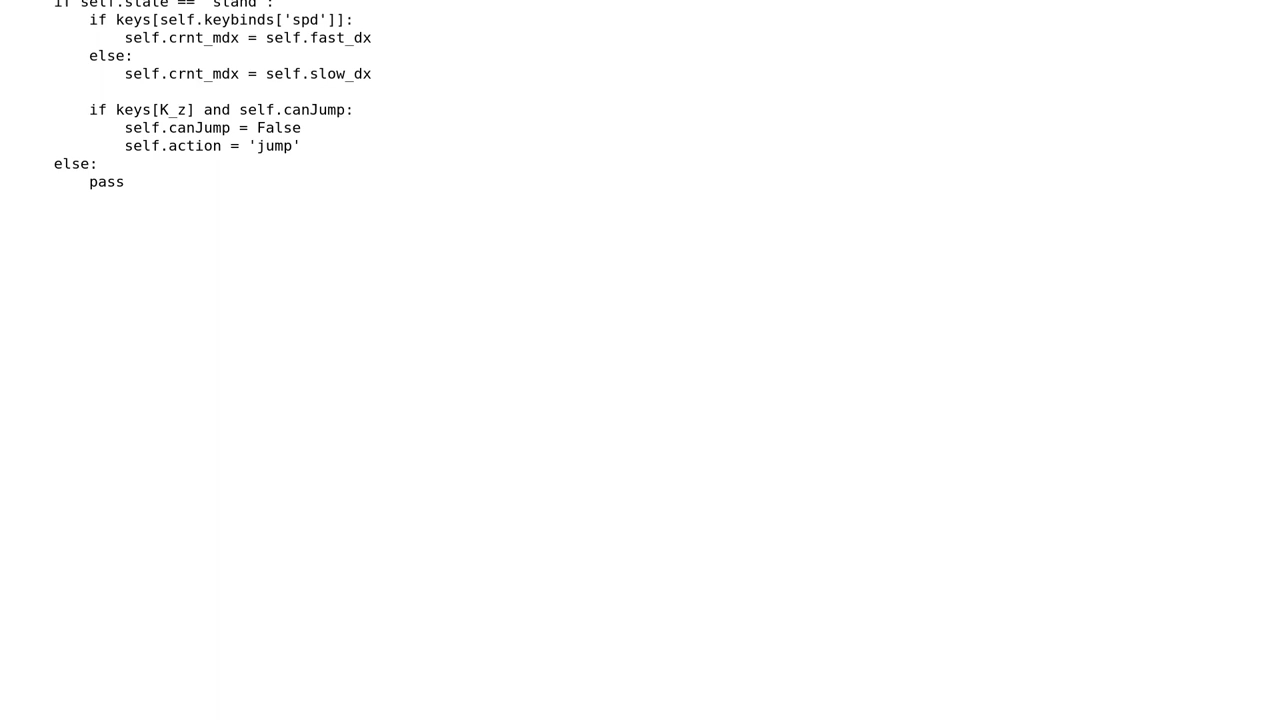 if self.state == 'stand':
if keys[self.keybinds['spd']]:
self.crnt_mdx = self.fast_dx
else:
self.crnt_mdx = self.slow_dx
if keys[K_z] and self.canJump:
self.canJump = False
self.action = 'jump'
else:
pass